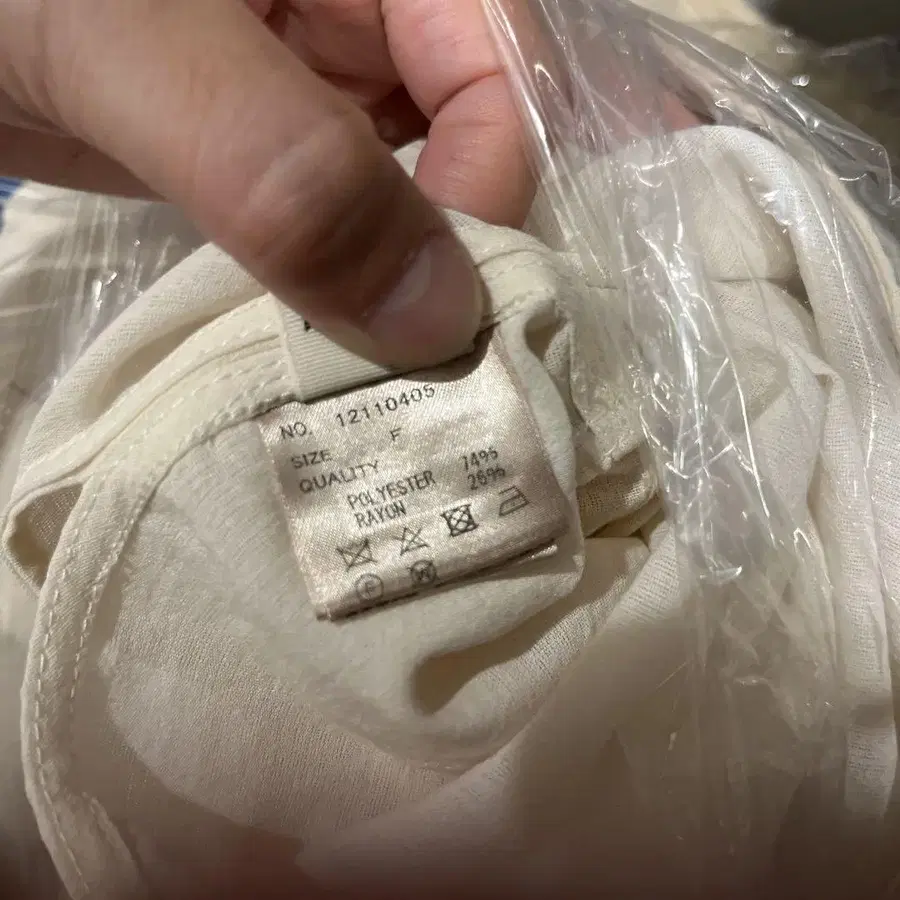 NO. 12110405
SIZE F
QUALITY
POLYESTER 74%
RAYON 26%
F
W